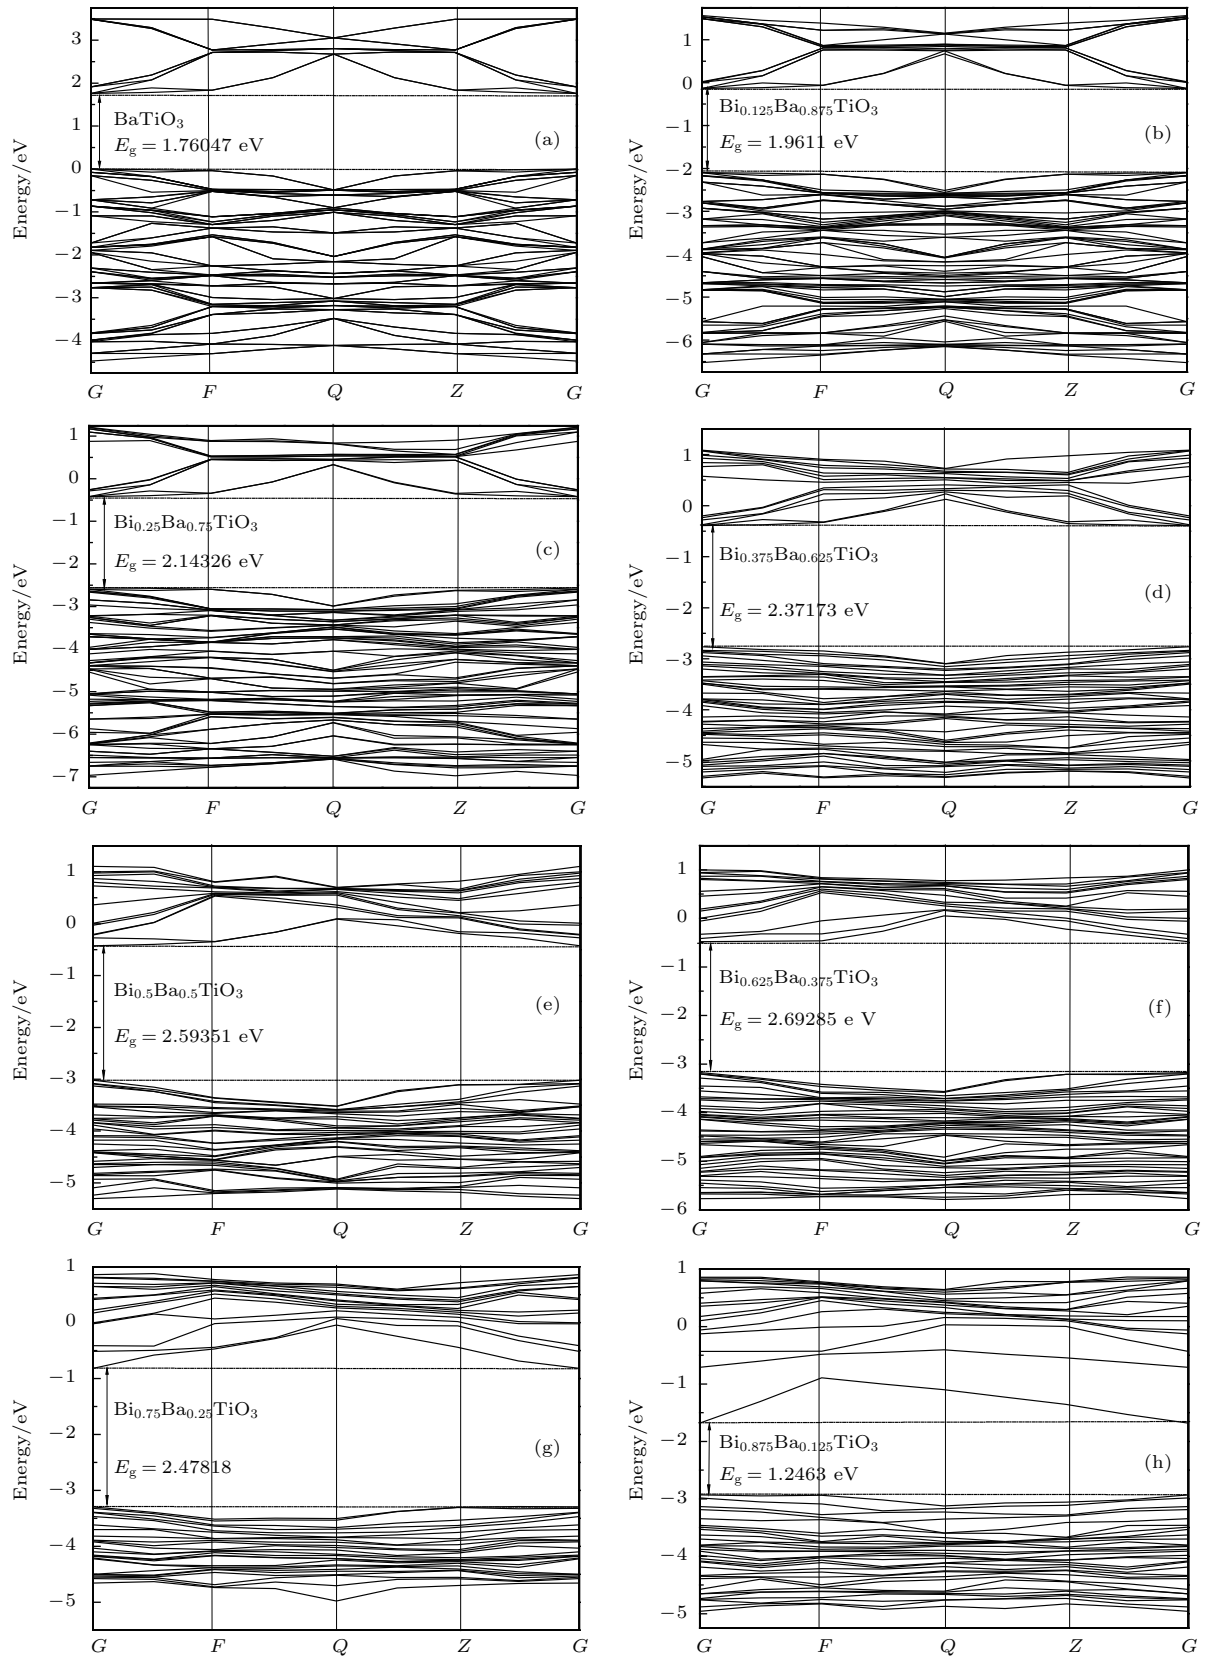 3
2
1
0
−1
−2
−3
−4
Energy/eV
BaTiO3
Eg = 1.76047 eV
(a)
G F Q Z G
1
0
−1
−2
−3
−4
−5
−6
Energy/eV
Bi0.125Ba0.875TiO3
Eg = 1.9611 eV
(b)
G F Q Z G
1
0
−1
−2
−3
−4
−5
−6
−7
Energy/eV
Bi0.25Ba0.75TiO3
Eg = 2.14326 eV
(c)
G F Q Z G
1
0
−1
−2
−3
−4
−5
Energy/eV
Bi0.375Ba0.625TiO3
Eg = 2.37173 eV
(d)
G F Q Z G
1
0
−1
−2
−3
−4
−5
Energy/eV
Bi0.5Ba0.5TiO3
Eg = 2.59351 eV
(e)
G F Q Z G
1
0
−1
−2
−3
−4
−5
−6
Energy/eV
Bi0.625Ba0.375TiO3
Eg = 2.69285 e V
(f)
G F Q Z G
1
0
−1
−2
−3
−4
−5
Energy/eV
Bi0.75Ba0.25TiO3
Eg = 2.47818
(g)
G F Q Z G
1
0
−1
−2
−3
−4
−5
Energy/eV
Bi0.875Ba0.125TiO3
Eg = 1.2463 eV
(h)
G F Q Z G